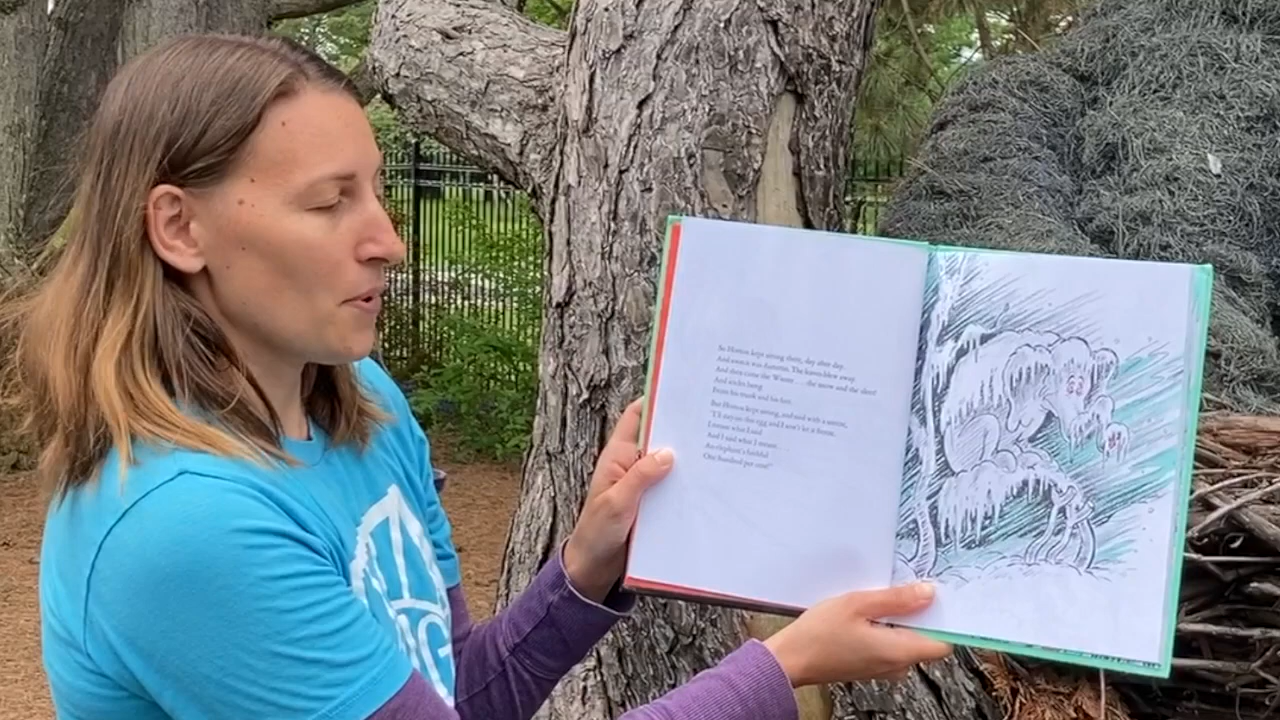 So Horton kept sitting there, day after day.
And soon it was Autumn. The leaves blew away.
And then came the Winter . . . the snow and the sleet!
And icicles hung
From his trunk and his feet.
But Horton kept sitting, and said with a sneeze,
"I'll stay on this egg and I won't let it freeze.
I meant what I said
And I said what I meant. . . .
An elephant's faithful
One hundred per cent!"